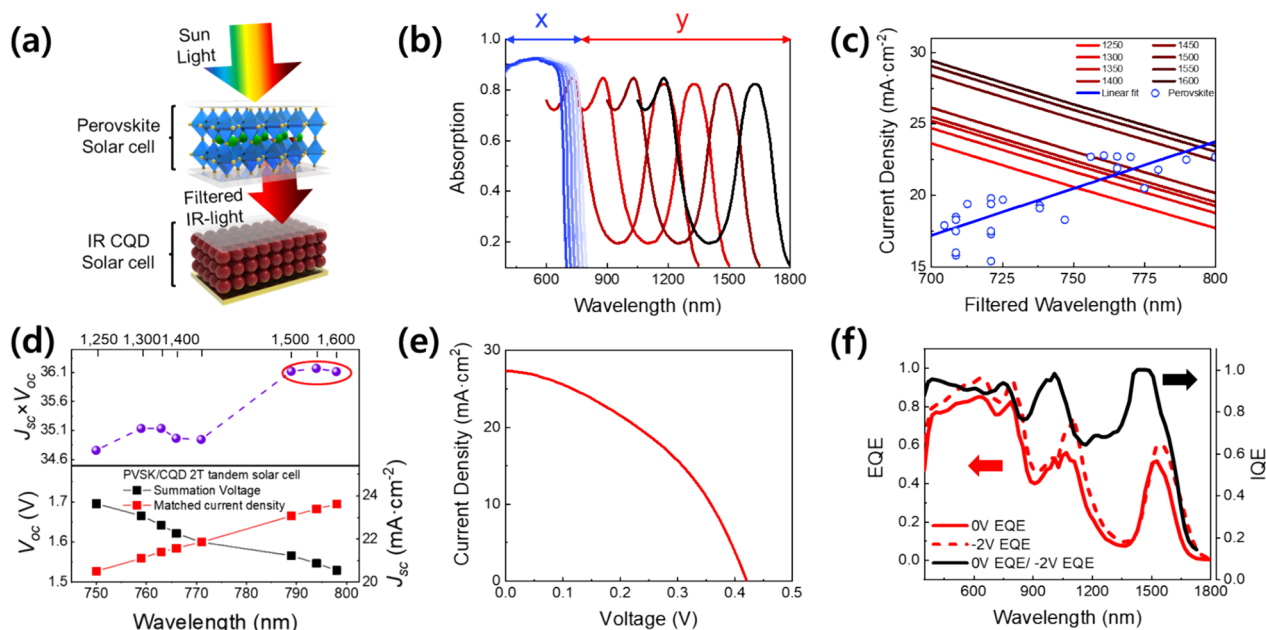 (a)
Sun
Light
Perovskite
Solar cell
Filtered
IR-light
IR CQD
Solar cell
(b)
x
y
1.0
0.8
0.6
0.4
0.2
Absorption
600 900 1200 1500 1800
Wavelength (nm)
(c)
30
25
20
15
Current Density (mA·cm-2)
1250 1450
1300 1500
1350 1550
1400 1600
Linear fit Perovskite
700 725 750 775 800
Filtered Wavelength (nm)
(d)
1,250 1,300 1,400 1,500 1,600
36.1
35.6
35.1
34.6
Jsc×Voc
PVSK/CQD 2T tandem solar cell
Summation Voltage
Matched current density
1.7
1.6
1.5
Voc (V)
24
22
20
Jsc (mA·cm-2)
750 760 770 780 790 800
Wavelength (nm)
(e)
30
20
10
0
Current Density (mA·cm-2)
0.0 0.1 0.2 0.3 0.4 0.5
Voltage (V)
(f)
1.0
0.8
0.6
0.4
0.2
0.0
EQE
0V EQE
-2V EQE
0V EQE/ -2V EQE
1.0
0.8
0.6
0.4
0.2
0.0
IQE
600 900 1200 1500 1800
Wavelength (nm)